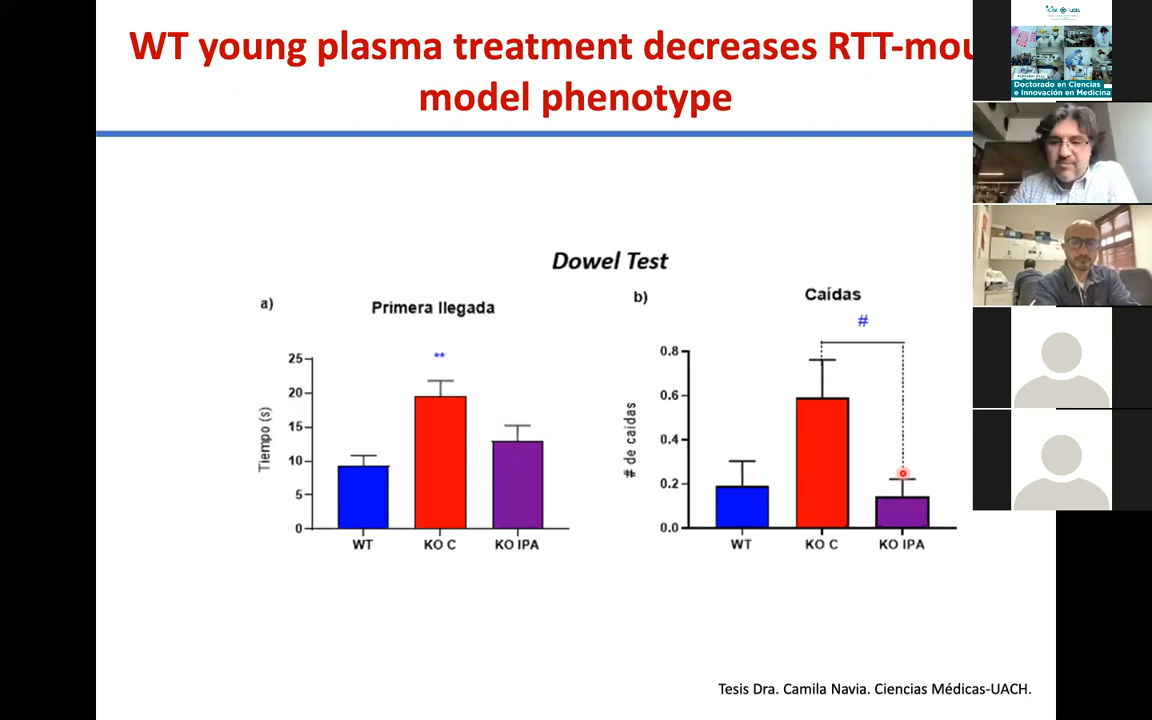 WT young plasma treatment decreases RTT-mou
model phenotype
Dowel Test
a)
Primera llegada
**
Tiempo (s)
25
20
15
10
5
0
WT
KO C
KO IPA
b)
Caídas
#
# de caídas
0.8
0.6
0.4
0.2
0.0
WT
KO C
KO IPA
Tesis Dra. Camila Navia. Ciencias Médicas-UACH.
Doctorado en Ciencias
e Innovación en Medicina